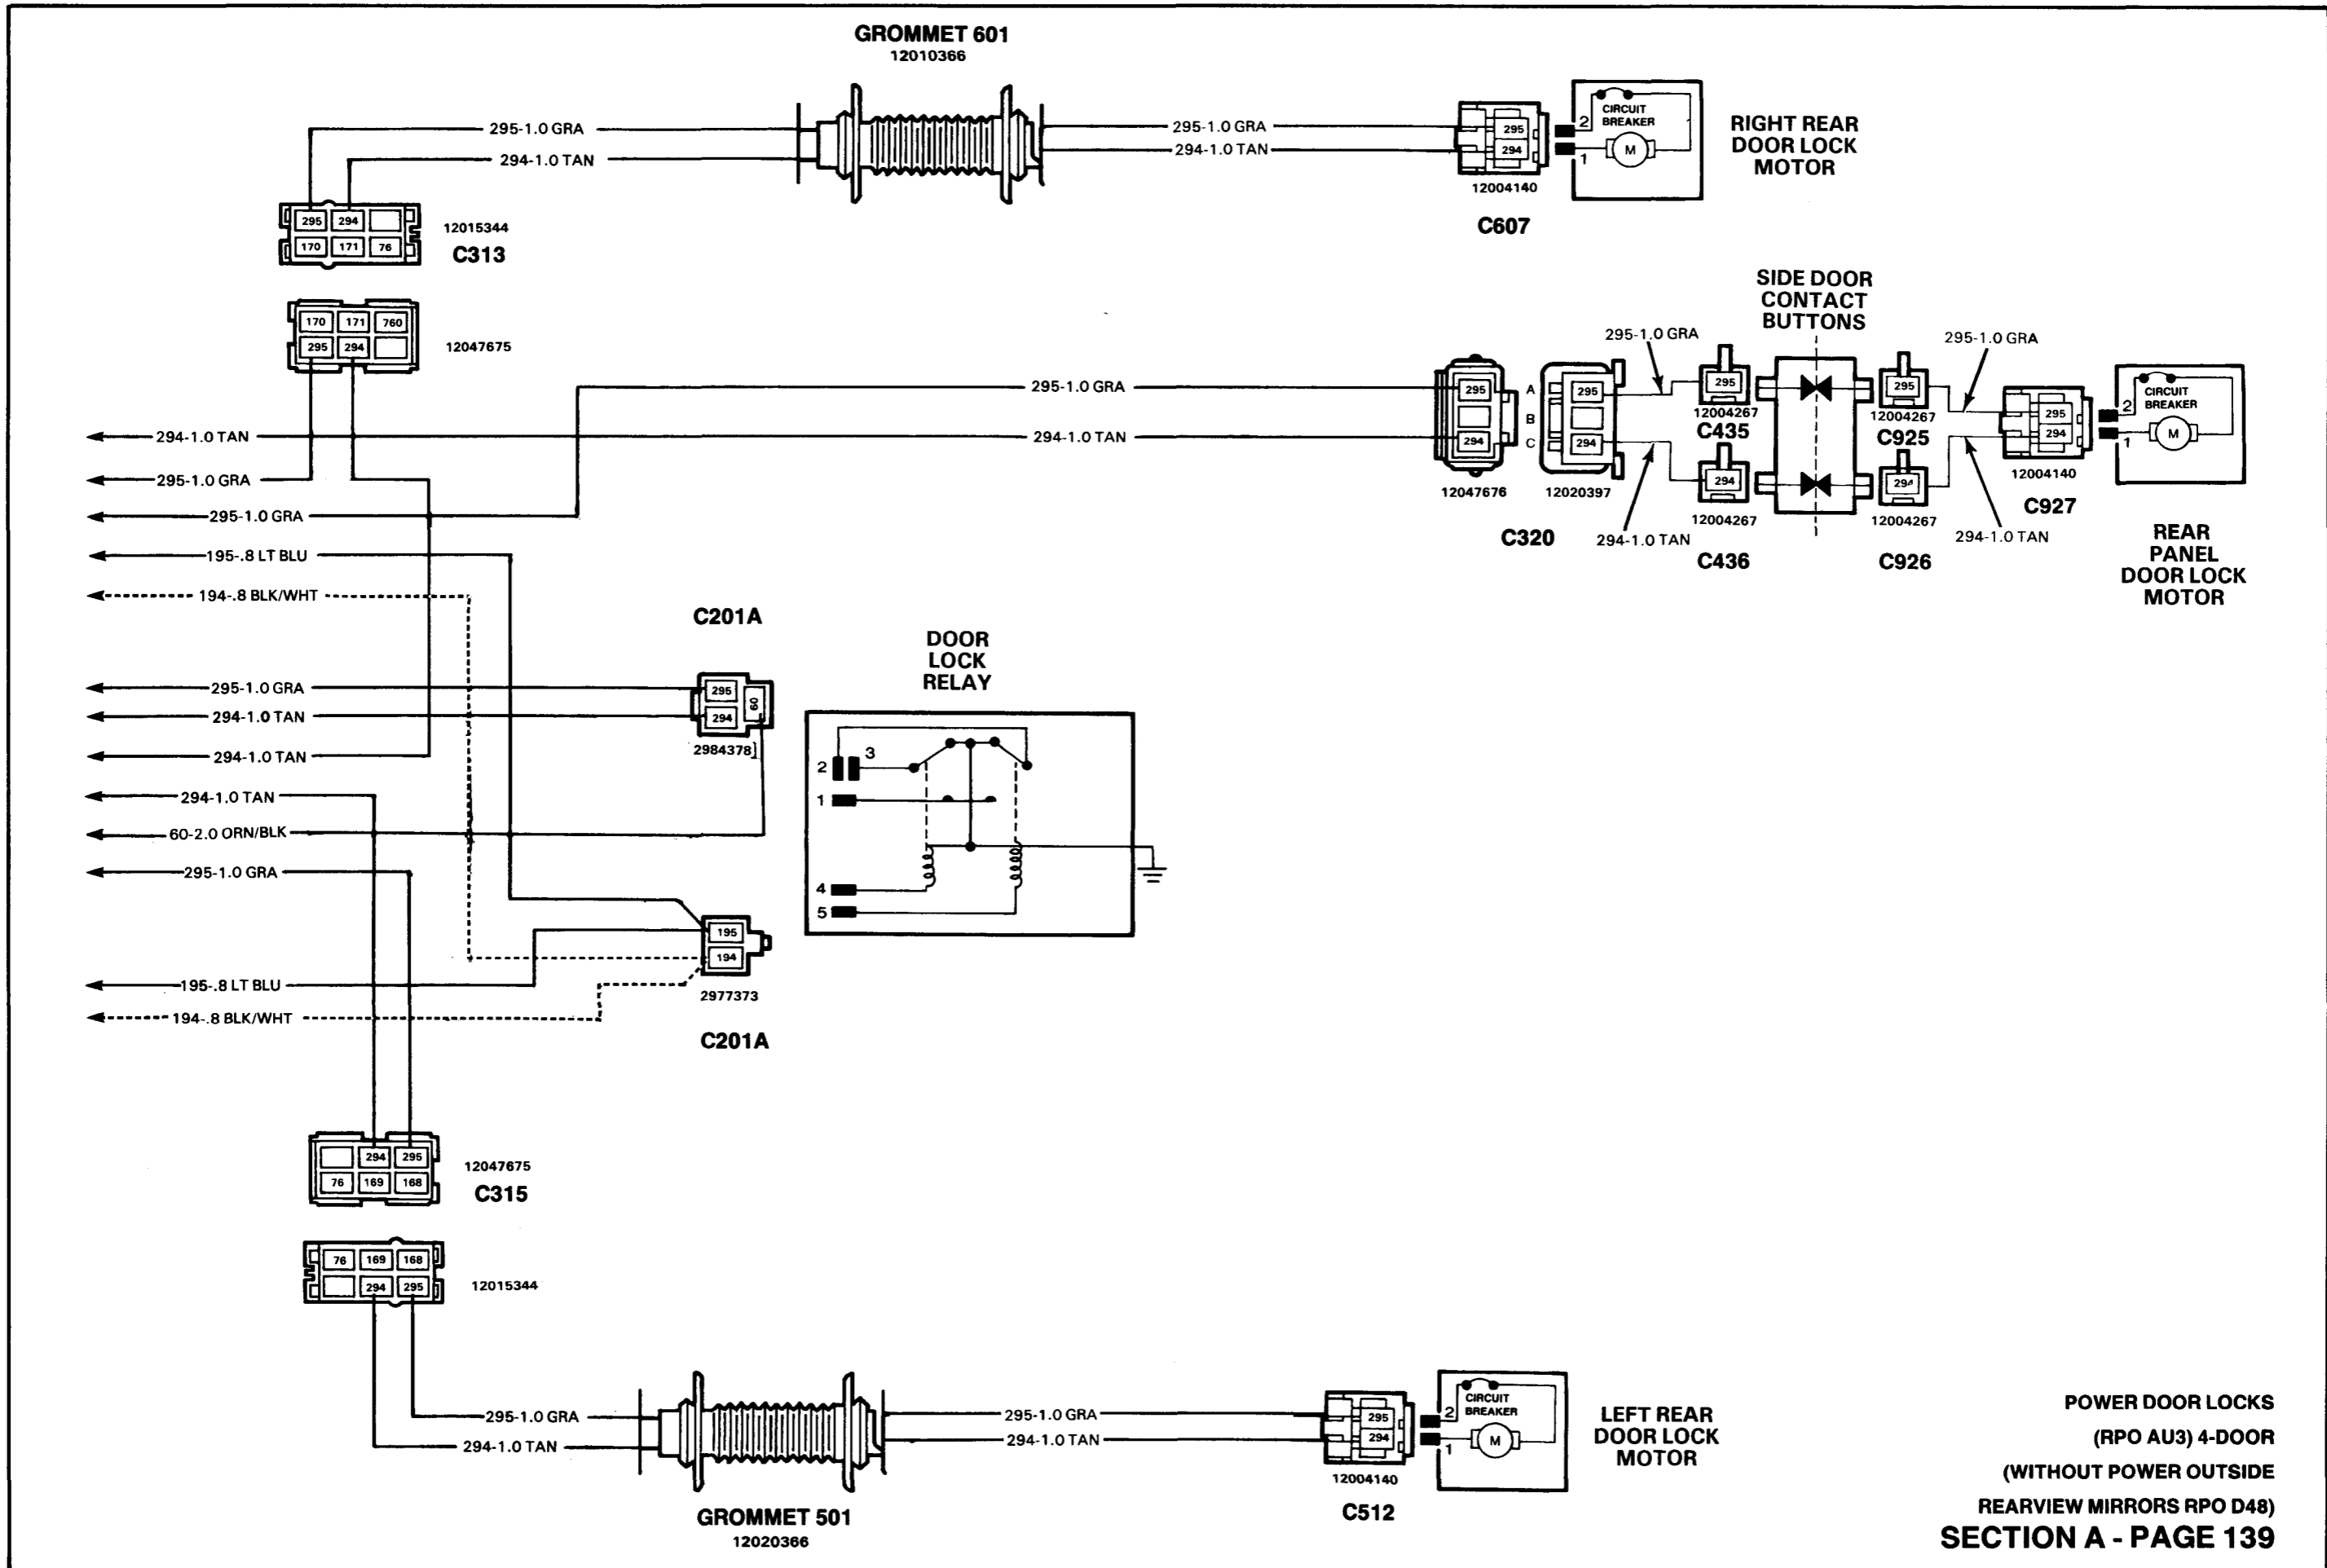 GROMMET 601
12010366
295-1.0 GRA
294-1.0 TAN
295-1.0 GRA
294-1.0 TAN
295
294
12004140
C607
2
1
CIRCUIT
BREAKER
M
RIGHT REAR
DOOR LOCK
MOTOR
295 294
170 171 76
12015344
C313
170 171 760
295 294
12047675
SIDE DOOR
CONTACT
BUTTONS
295-1.0 GRA
294-1.0 TAN
295-1.0 GRA
294-1.0 TAN
295
294
12047676
A
B
C
295
294
12020397
C320
295-1.0 GRA
294-1.0 TAN
295
12004267
C435
294
12004267
C436
295
12004267
C925
294
12004267
C926
295-1.0 GRA
294-1.0 TAN
295
294
12004140
C927
2
1
CIRCUIT
BREAKER
M
REAR
PANEL
DOOR LOCK
MOTOR
295-1.0 GRA
195-.8 LT BLU
194-.8 BLK/WHT
C201A
295-1.0 GRA
294-1.0 TAN
295
294
60
2984378
294-1.0 TAN
294-1.0 TAN
60-2.0 ORN/BLK
295-1.0 GRA
DOOR
LOCK
RELAY
2
3
1
4
5
195
194
2977373
C201A
195-.8 LT BLU
194-.8 BLK/WHT
294 295
76 169 168
12047675
C315
76 169 168
294 295
12015344
295-1.0 GRA
294-1.0 TAN
GROMMET 501
12020366
295-1.0 GRA
294-1.0 TAN
295
294
12004140
C512
2
1
CIRCUIT
BREAKER
M
LEFT REAR
DOOR LOCK
MOTOR
POWER DOOR LOCKS
(RPO AU3) 4-DOOR
(WITHOUT POWER OUTSIDE
REARVIEW MIRRORS RPO D48)
SECTION A - PAGE 139